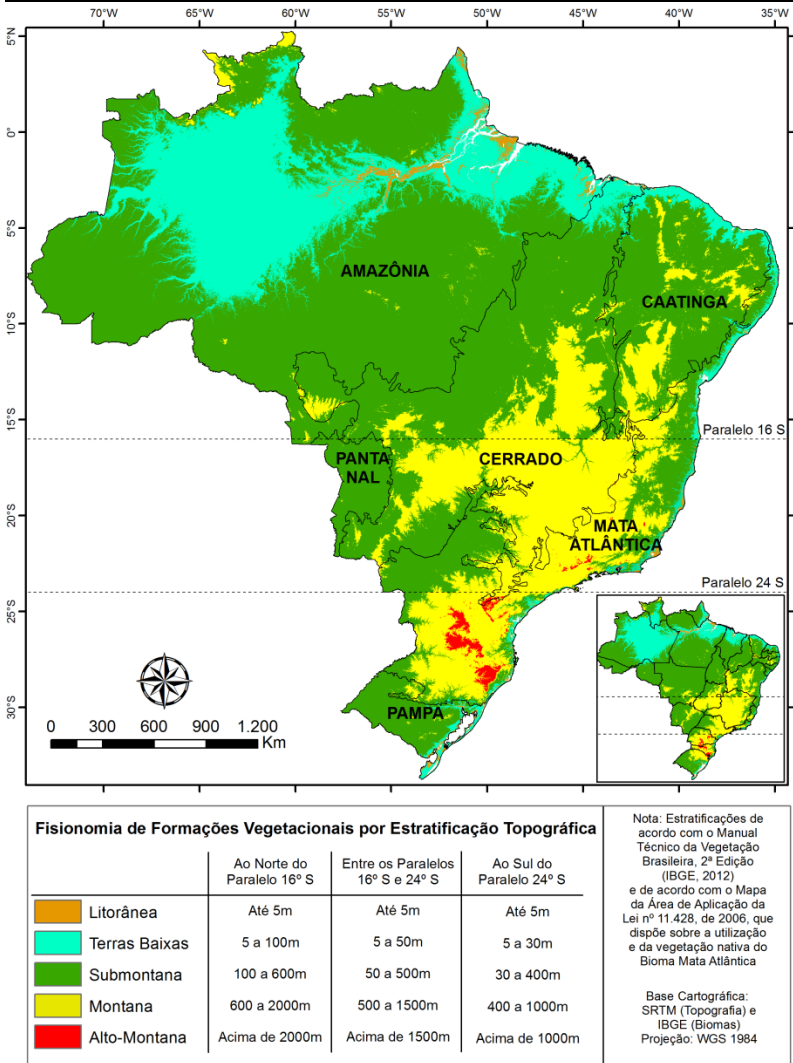 70°W 65°W 60°W 55°W 50°W 45°W 40°W 35°W
5°N
0°
5°S
10°S
15°S
20°S
25°S
30°S
AMAZÔNIA
CAATINGA
Paralelo 16 S
PANTA
NAL
CERRADO
MATA
ATLÂNTICA
Paralelo 24 S
PAMPA
0 300 600 900 1.200
Km
Fisionomia de Formações Vegetacionais por Estratificação Topográfica
Ao Norte do
Paralelo 16º S
Entre os Paralelos
16º S e 24º S
Ao Sul do
Paralelo 24º S
Litorânea Até 5m Até 5m Até 5m
Terras Baixas 5 a 100m 5 a 50m 5 a 30m
Submontana 100 a 600m 50 a 500m 30 a 400m
Montana 600 a 2000m 500 a 1500m 400 a 1000m
Alto-Montana Acima de 2000m Acima de 1500m Acima de 1000m
Nota: Estratificações de
acordo com o Manual
Técnico da Vegetação
Brasileira, 2ª Edição
(IBGE, 2012)
e de acordo com o Mapa
da Área de Aplicação da
Lei nº 11.428, de 2006, que
dispõe sobre a utilização
e da vegetação nativa do
Bioma Mata Atlântica
Base Cartográfica:
SRTM (Topografia) e
IBGE (Biomas)
Projeção: WGS 1984